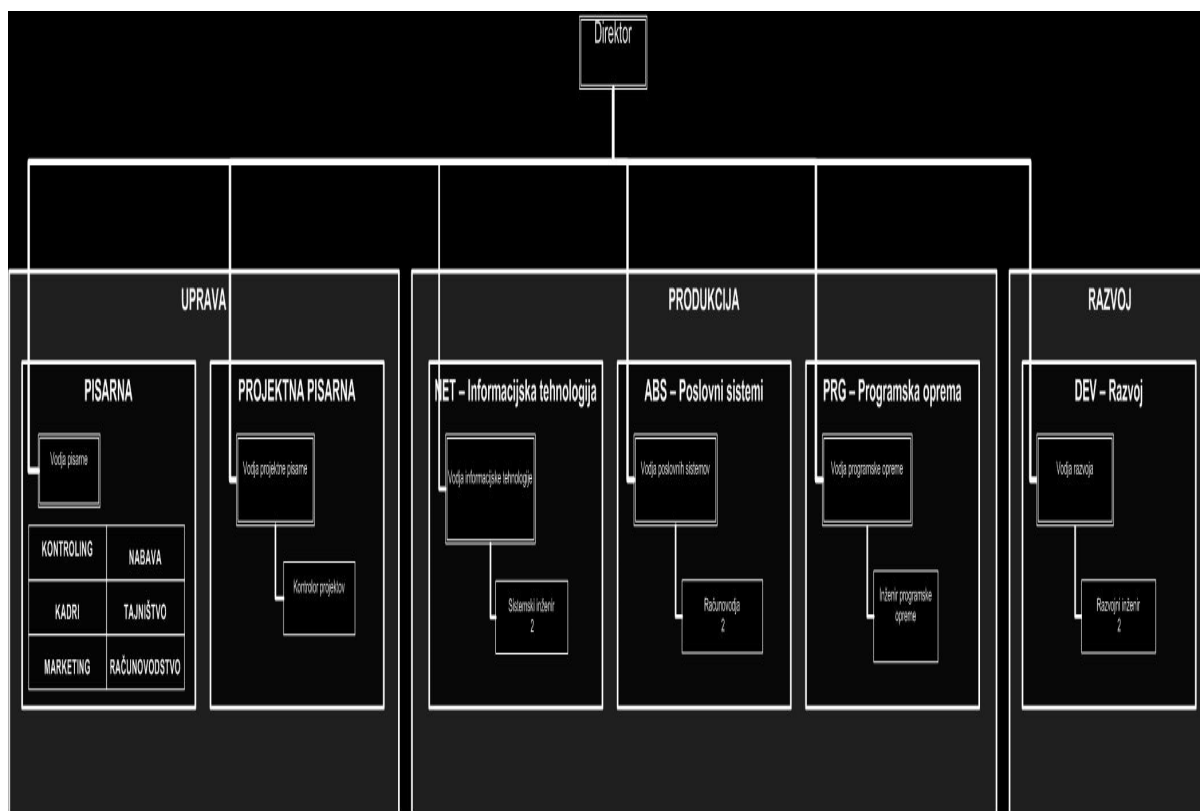 Direktor
UPRAVA
PRODUKCIJA
RAZVOJ
PISARNA
PROJEKTNA PISARNA
NET – Informacijska tehnologija
ABS – Poslovni sistemi
PRG – Programska oprema
DEV – Razvoj
Vodja pisarne
Vodja projektne pisarne
Vodja informacijske tehnologije
Vodja poslovnih sistemov
Vodja programske opreme
Vodja razvoja
KONTROLING
NABAVA
KADRI
TAJNIŠTVO
MARKETING
RAČUNOVODSTVO
Kontrolor projektov
Sistemski inženir
2
Računovodja
2
Inženir programske
opreme
Razvojni inženir
2